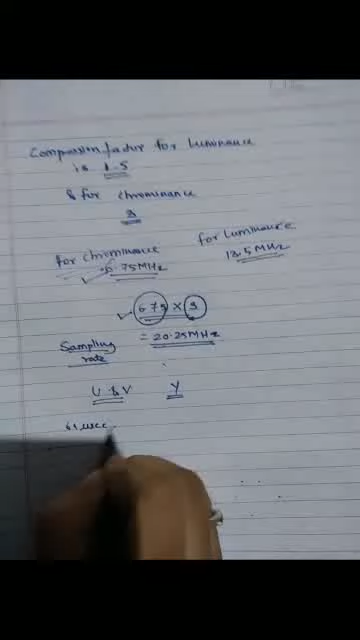 Compression factor for luminance
is 1.5
& for chrominance
3
for chrominance
6.75MHz
for luminance
13.5MHz
6.75 x 3
= 20.25MHz
Sampling
rate
U & V
Y